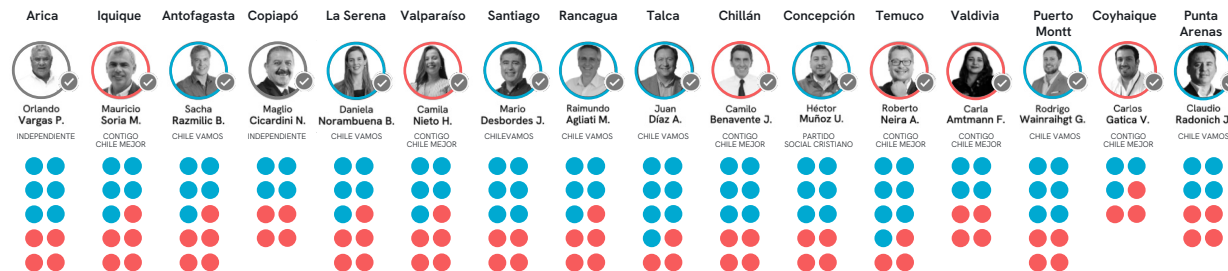 Arica
Orlando
Vargas P.
INDEPENDIENTE
Iquique
Mauricio
Soria M.
CONTIGO
CHILE MEJOR
Antofagasta
Sacha
Razmilic B.
CHILE VAMOS
Copiapó
Maglio
Cicardini N.
INDEPENDIENTE
La Serena
Daniela
Norambuena B.
CHILE VAMOS
Valparaíso
Camila
Nieto H.
CONTIGO
CHILE MEJOR
Santiago
Mario
Desbordes J.
CHILEVAMOS
Rancagua
Raimundo
Agliati M.
CHILE VAMOS
Talca
Juan
Díaz A.
CHILE VAMOS
Chillán
Camilo
Benavente J.
CONTIGO
CHILE MEJOR
Concepción
Héctor
Muñoz U.
PARTIDO
SOCIAL CRISTIANO
Temuco
Roberto
Neira A.
CONTIGO
CHILE MEJOR
Valdivia
Carla
Amtmann F.
CONTIGO
CHILE MEJOR
Puerto
Montt
Rodrigo
Wainraihgt G.
CHILE VAMOS
Coyhaique
Carlos
Gatica V.
CONTIGO
CHILE MEJOR
Punta
Arenas
Claudio
Radonich J.
CHILE VAMOS